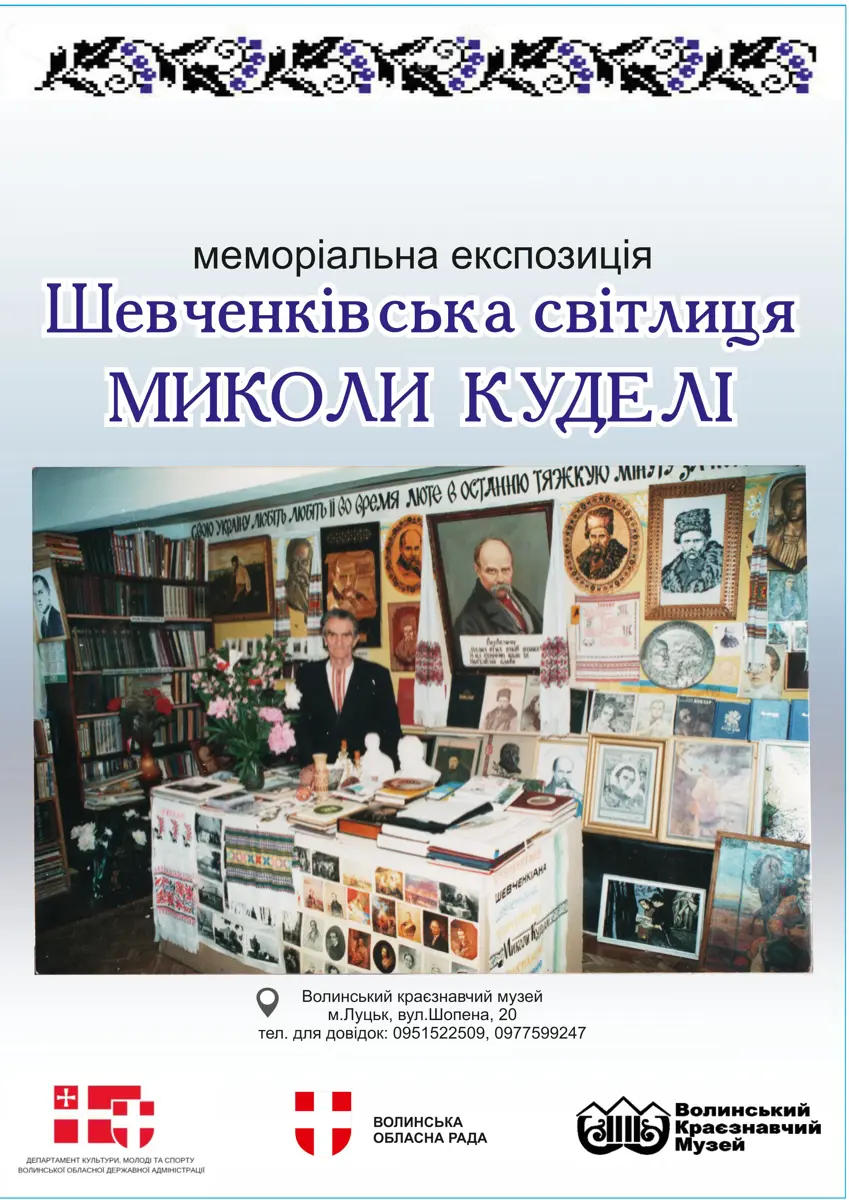 меморіальна експозиція
Шевченківська світлиця
МИКОЛИ КУДЕЛІ
СВОЮ УКРАЇНУ ЛЮБІТЬ ЛЮБІТЬ ЇЇ ВО ВРЕМЯ ЛЮТЕ В ОСТАННЮ ТЯЖКУЮ МІНУТУ ЗА
ШЕВЧЕНКІАНА
МИКОЛИ
Волинський краєзнавчий музей
м.Луцьк, вул.Шопена, 20
тел. для довідок: 0951522509, 0977599247
ДЕПАРТАМЕНТ КУЛЬТУРИ, МОЛОДІ ТА СПОРТУ
ВОЛИНСЬКОЇ ОБЛАСНОЇ ДЕРЖАВНОЇ АДМІНІСТРАЦІЇ
ВОЛИНСЬКА
ОБЛАСНА РАДА
Волинський
Краєзнавчий
Музей